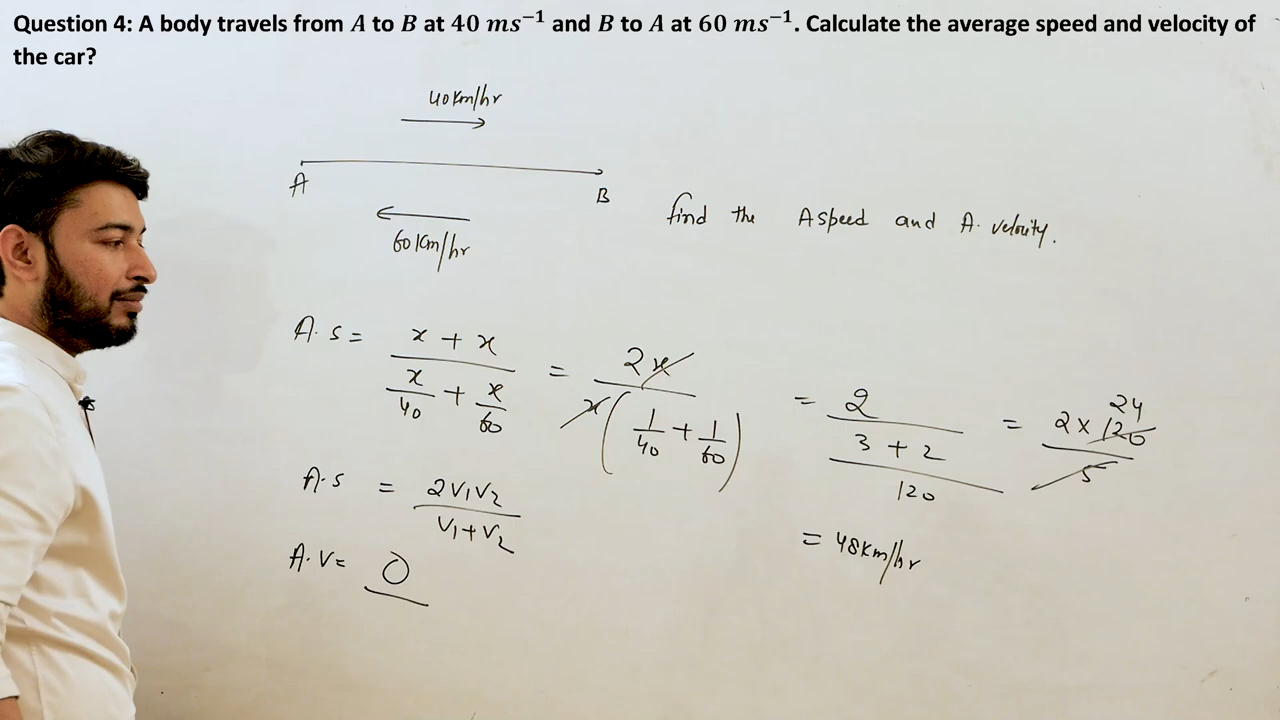 Question 4: A body travels from A to B at 40 ms⁻¹ and B to A at 60 ms⁻¹. Calculate the average speed and velocity of
the car?
40km/hr
A B
60km/hr
find the A speed and A. velocity.
A.S = (x + x)/(x/40 + x/60) = 2x/(x(1/40 + 1/60)) = 2/((3 + 2)/120) = (2 x 120)/5 24
A.S = 2V₁V₂/(V₁+V₂)
= 48km/hr
A.V = 0